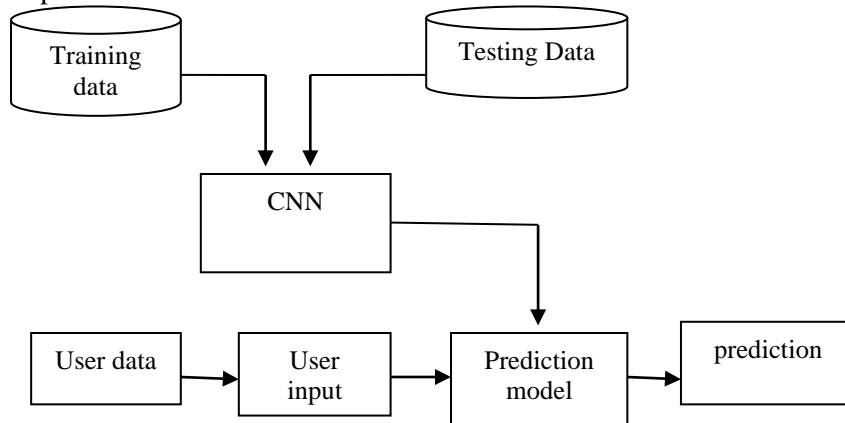 Training
data
Testing Data
CNN
User data
User
input
Prediction
model
prediction